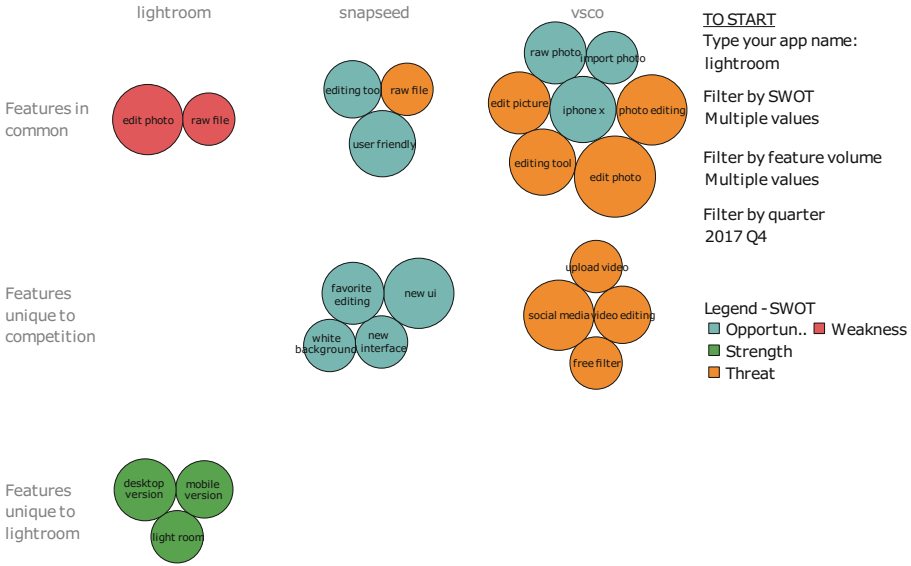 lightroom
snapseed
vsco
TO START
Type your app name:
lightroom
Filter by SWOT
Multiple values
Filter by feature volume
Multiple values
Filter by quarter
2017 Q4
Features in
common
edit photo
raw file
editing too
raw file
user friendly
raw photo
import photo
edit picture
iphone x
photo editing
editing tool
edit photo
Features
unique to
competition
favorite
editing
new ui
white
background
new
interface
upload video
social media
video editing
free filter
Legend - SWOT
Opportun..
Weakness
Strength
Threat
Features
unique to
lightroom
desktop
version
mobile
version
light room